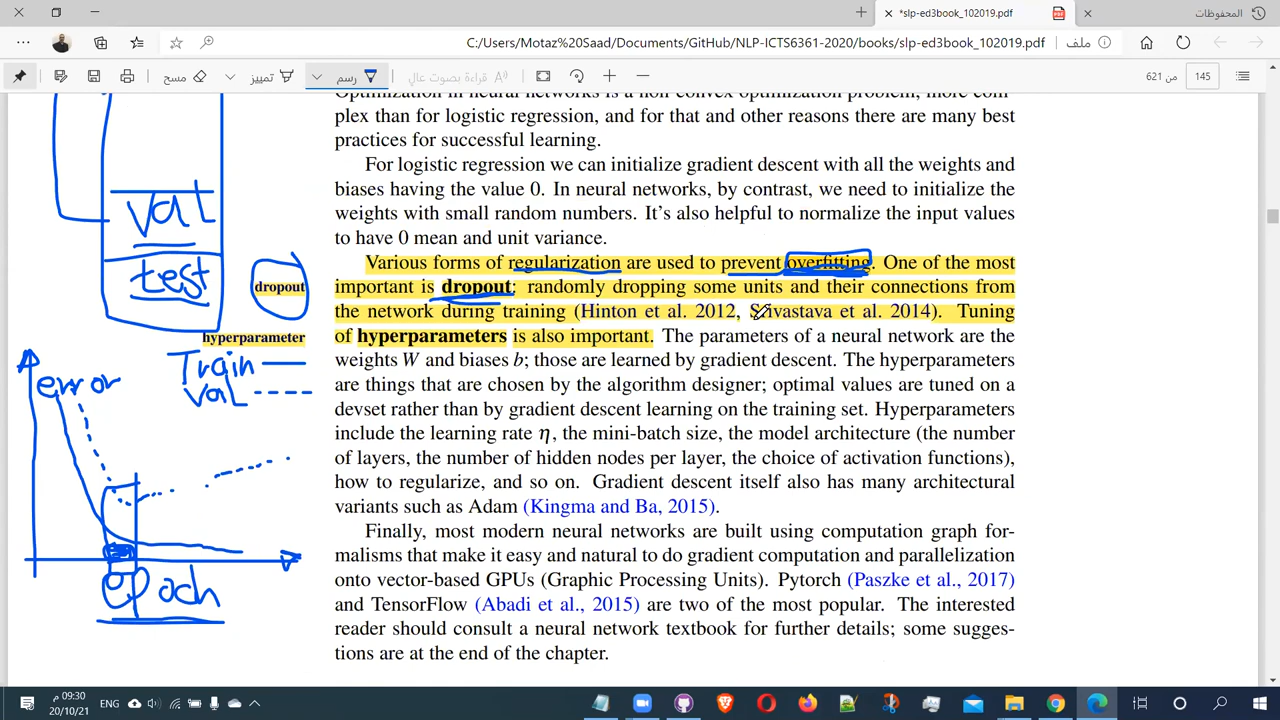 *slp-ed3book_102019.pdf
المحفوظات
C:/Users/Motaz%20Saad/Documents/GitHub/NLP-ICTS6361-2020/books/slp-ed3book_102019.pdf
ملف
مسح
تمييز
رسم
قراءة بصوت عال
من 621
145
Optimization in neural networks is a non-convex optimization problem, more com-
plex than for logistic regression, and for that and other reasons there are many best
practices for successful learning.
For logistic regression we can initialize gradient descent with all the weights and
biases having the value 0. In neural networks, by contrast, we need to initialize the
weights with small random numbers. It's also helpful to normalize the input values
to have 0 mean and unit variance.
Various forms of regularization are used to prevent overfitting. One of the most
important is dropout: randomly dropping some units and their connections from
the network during training (Hinton et al. 2012, Srivastava et al. 2014). Tuning
of hyperparameters is also important. The parameters of a neural network are the
weights W and biases b; those are learned by gradient descent. The hyperparameters
are things that are chosen by the algorithm designer; optimal values are tuned on a
devset rather than by gradient descent learning on the training set. Hyperparameters
include the learning rate η, the mini-batch size, the model architecture (the number
of layers, the number of hidden nodes per layer, the choice of activation functions),
how to regularize, and so on. Gradient descent itself also has many architectural
variants such as Adam (Kingma and Ba, 2015).
Finally, most modern neural networks are built using computation graph for-
malisms that make it easy and natural to do gradient computation and parallelization
onto vector-based GPUs (Graphic Processing Units). Pytorch (Paszke et al., 2017)
and TensorFlow (Abadi et al., 2015) are two of the most popular. The interested
reader should consult a neural network textbook for further details; some sugges-
tions are at the end of the chapter.
val
test
dropout
hyperparameter
Train
val
error
epoch
09:30
20/10/21
ENG